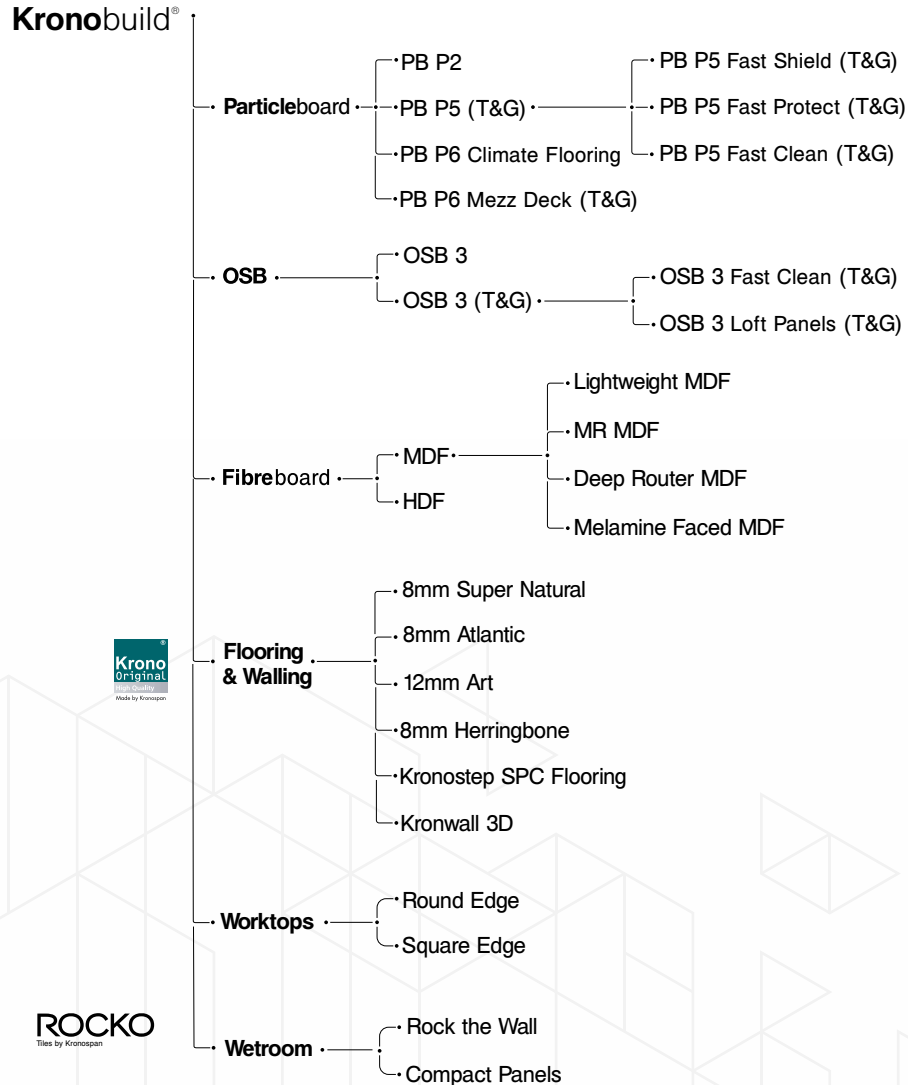 Kronobuild®
Particleboard
PB P2
PB P5 (T&G)
PB P6 Climate Flooring
PB P6 Mezz Deck (T&G)
PB P5 Fast Shield (T&G)
PB P5 Fast Protect (T&G)
PB P5 Fast Clean (T&G)
OSB
OSB 3
OSB 3 (T&G)
OSB 3 Fast Clean (T&G)
OSB 3 Loft Panels (T&G)
Fibreboard
MDF
HDF
Lightweight MDF
MR MDF
Deep Router MDF
Melamine Faced MDF
Krono
®
Original
High Quality
Made by Kronospan
Flooring
& Walling
8mm Super Natural
8mm Atlantic
12mm Art
8mm Herringbone
Kronostep SPC Flooring
Kronwall 3D
Worktops
Round Edge
Square Edge
ROCKO
Tiles by Kronospan
Wetroom
Rock the Wall
Compact Panels